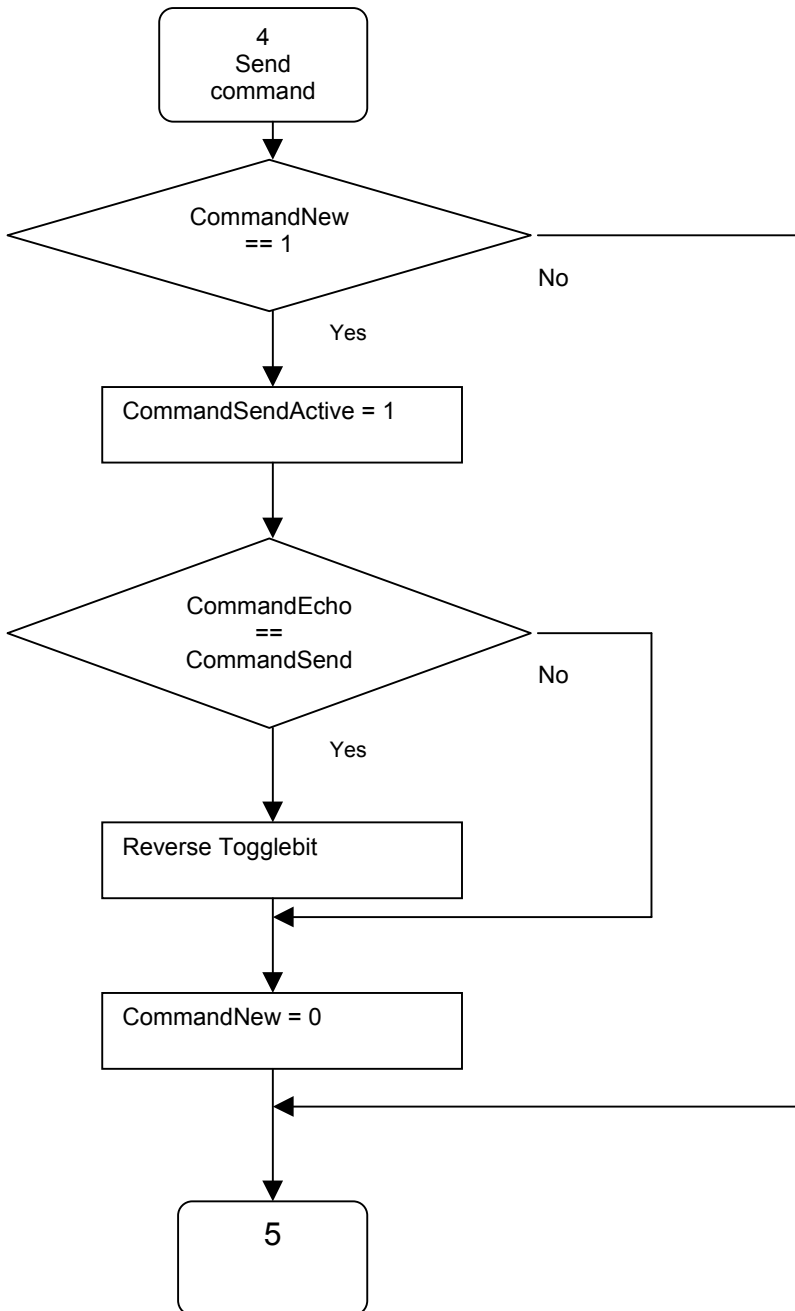 4
Send
command
CommandNew
== 1
No
Yes
CommandSendActive = 1
CommandEcho
==
CommandSend
No
Yes
Reverse Togglebit
CommandNew = 0
5